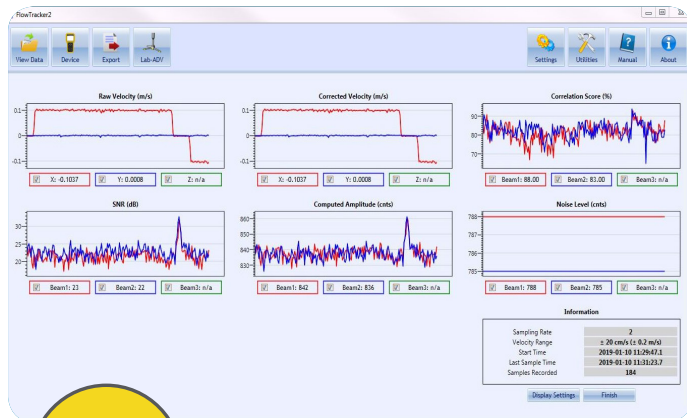 FlowTracker2
View Data
Device
Export
Lab-ADV
Settings
Utilities
Manual
About
Raw Velocity (m/s)
0.1
0
-0.1
X: -0.1037
Y: 0.0008
Z: n/a
Corrected Velocity (m/s)
0.1
0
-0.1
X: -0.1037
Y: 0.0008
Z: n/a
Correlation Score (%)
90
80
70
Beam1: 88.00
Beam2: 83.00
Beam3: n/a
SNR (dB)
30
25
20
Beam1: 23
Beam2: 22
Beam3: n/a
Computed Amplitude (cnts)
860
850
840
830
Beam1: 842
Beam2: 836
Beam3: n/a
Noise Level (cnts)
788
787
786
785
Beam1: 788
Beam2: 785
Beam3: n/a
Information
Sampling Rate 2
Velocity Range ± 20 cm/s (± 0.2 m/s)
Start Time 2019-01-10 11:29:47.1
Last Sample Time 2019-01-10 11:31:23.7
Samples Recorded 184
Display Settings
Finish